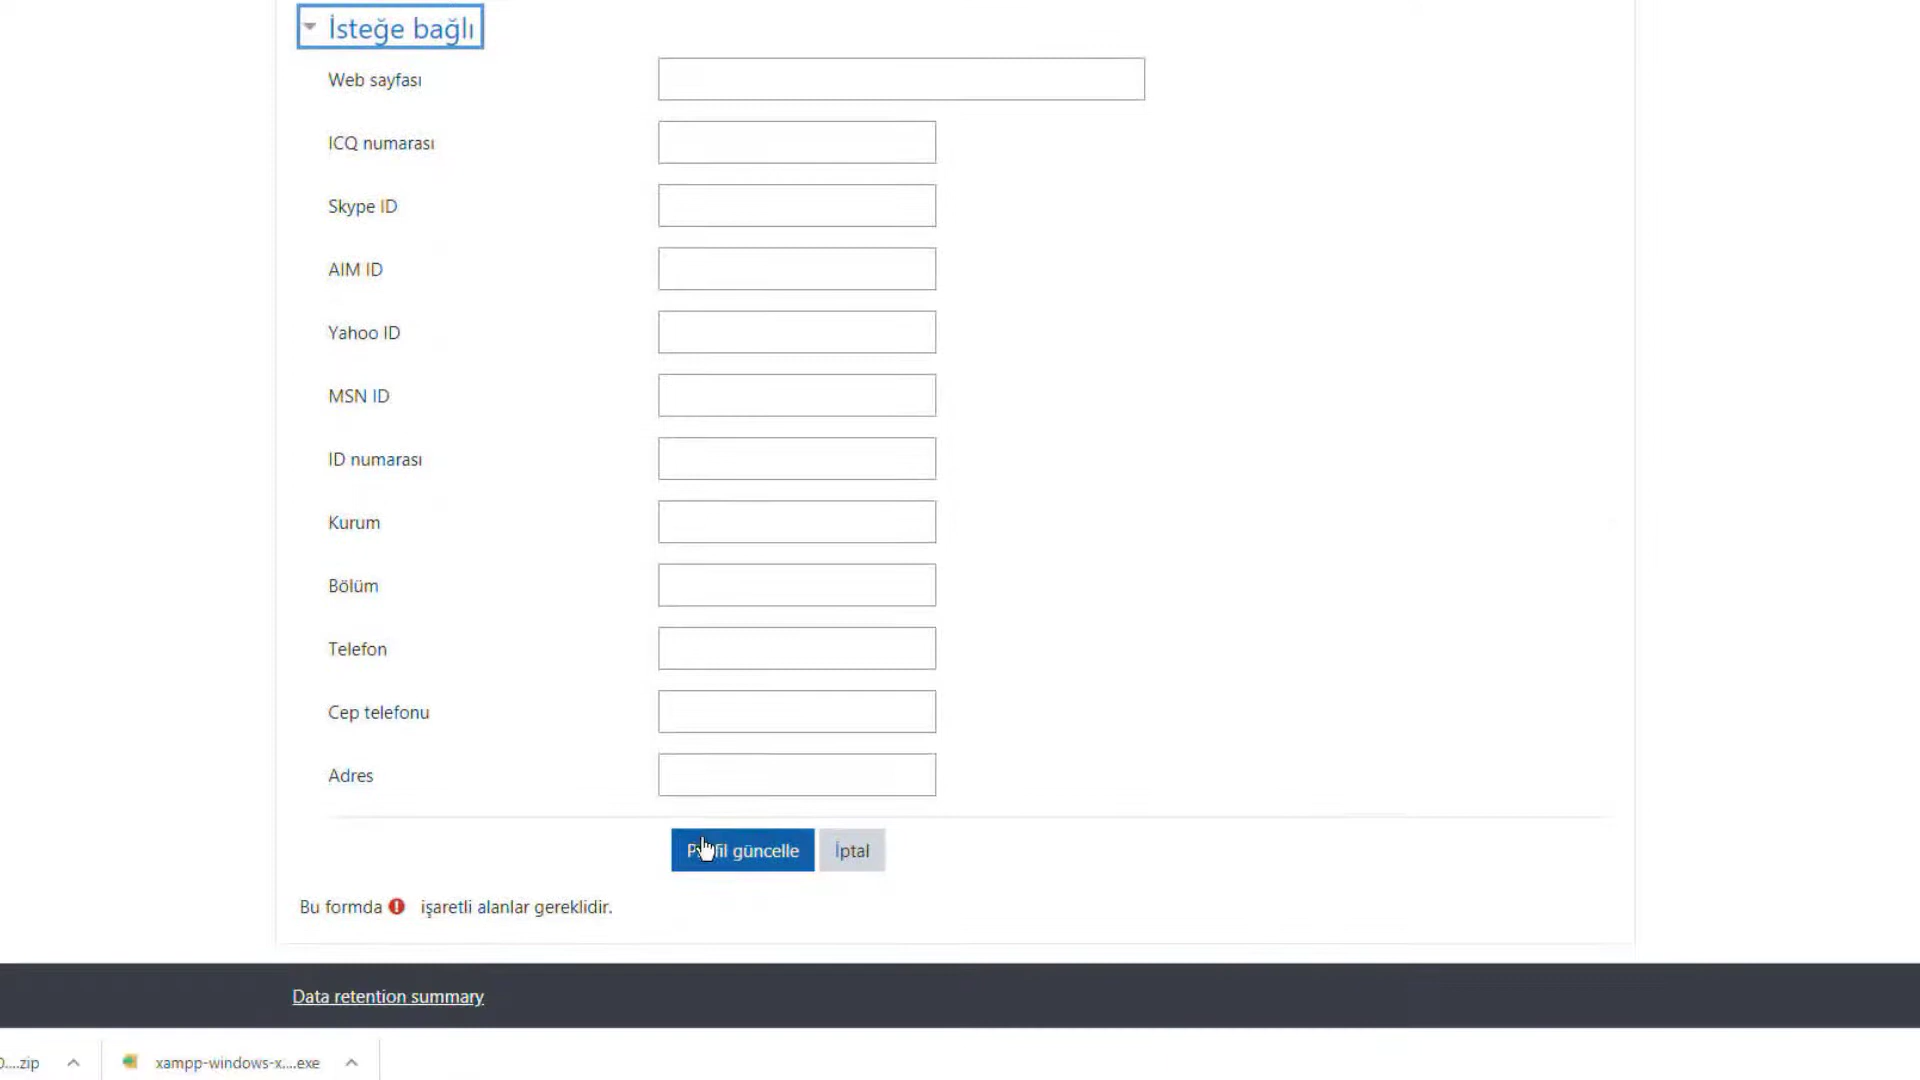 İsteğe bağlı
Web sayfası
ICQ numarası
Skype ID
AIM ID
Yahoo ID
MSN ID
ID numarası
Kurum
Bölüm
Telefon
Cep telefonu
Adres
güncelle İptal
Bu formda işaretli alanlar gereklidir.
Data retention summary
0....zip xampp-windows-x....exe